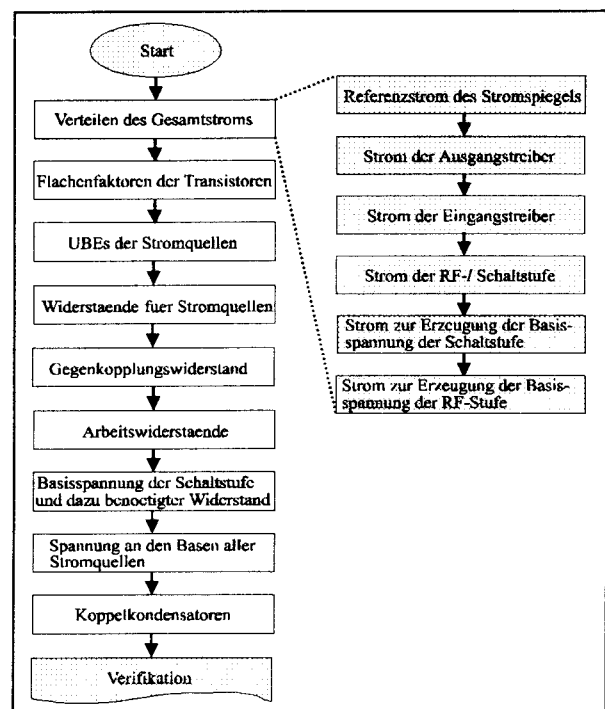 Start
Verteilen des Gesamtstroms
Flachenfaktoren der Transistoren
UBEs der Stromquellen
Widerstaende fuer Stromquellen
Gegenkopplungswiderstand
Arbeitswiderstaende
Basisspannung der Schaltstufe
und dazu benoetigter Widerstand
Spannung an den Basen aller
Stromquellen
Koppelkondensatoren
Verifikation
Referenzstrom des Stromspiegels
Strom der Ausgangstreiber
Strom der Eingangstreiber
Strom der RF-/ Schaltstufe
Strom zur Erzeugung der Basis-
spannung der Schaltstufe
Strom zur Erzeugung der Basis-
spannung der RF-Stufe